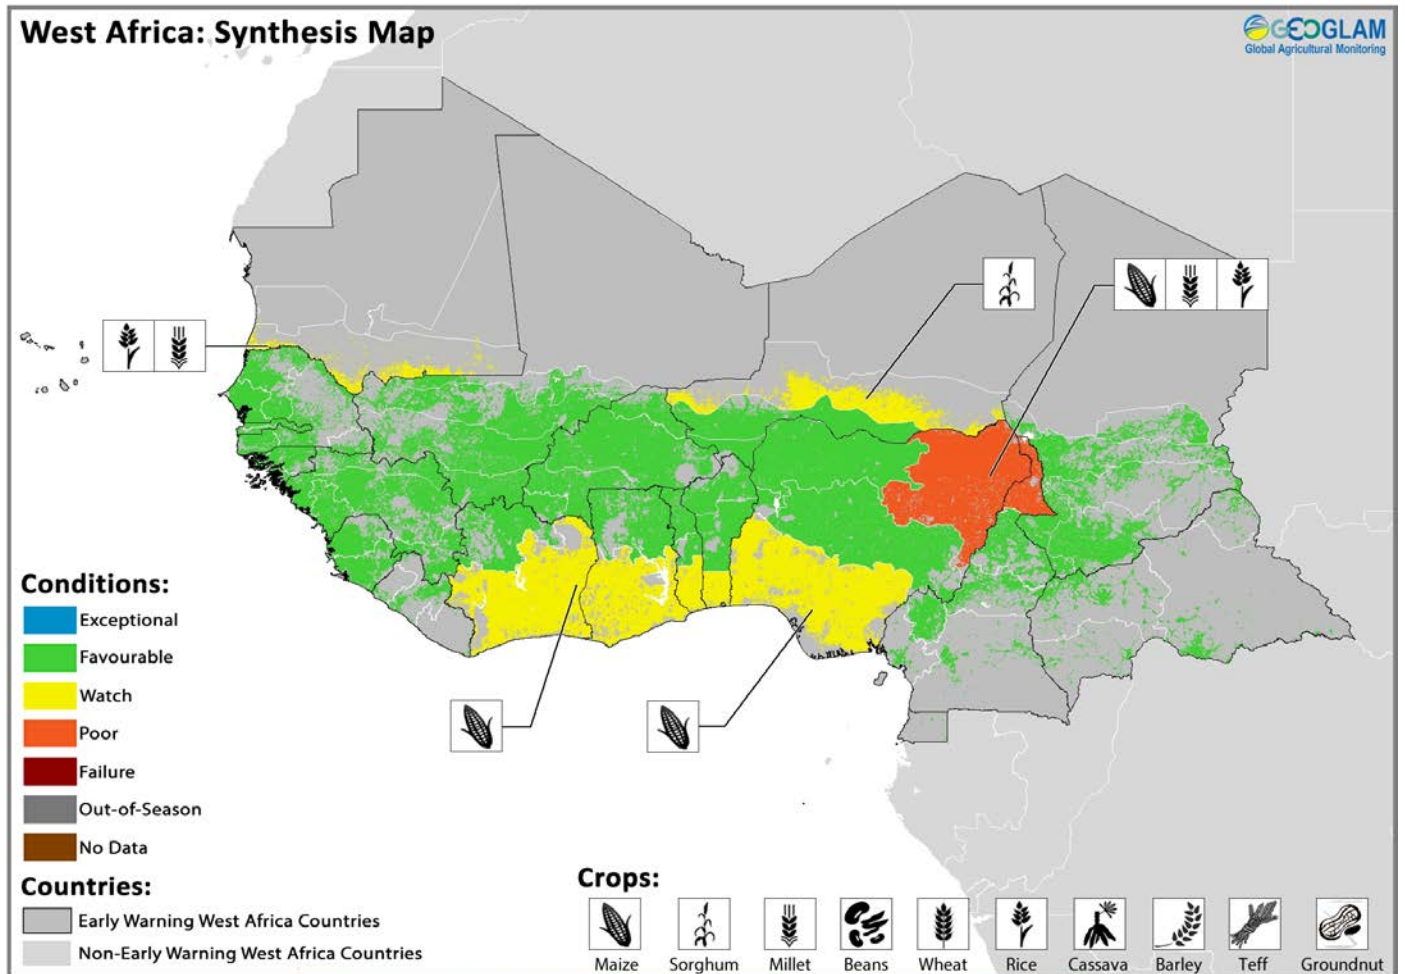 West Africa: Synthesis Map
GEOGLAM
Global Agricultural Monitoring
Conditions:
Exceptional
Favourable
Watch
Poor
Failure
Out-of-Season
No Data
Countries:
Early Warning West Africa Countries
Non-Early Warning West Africa Countries
Crops:
Maize Sorghum Millet Beans Wheat Rice Cassava Barley Teff Groundnut